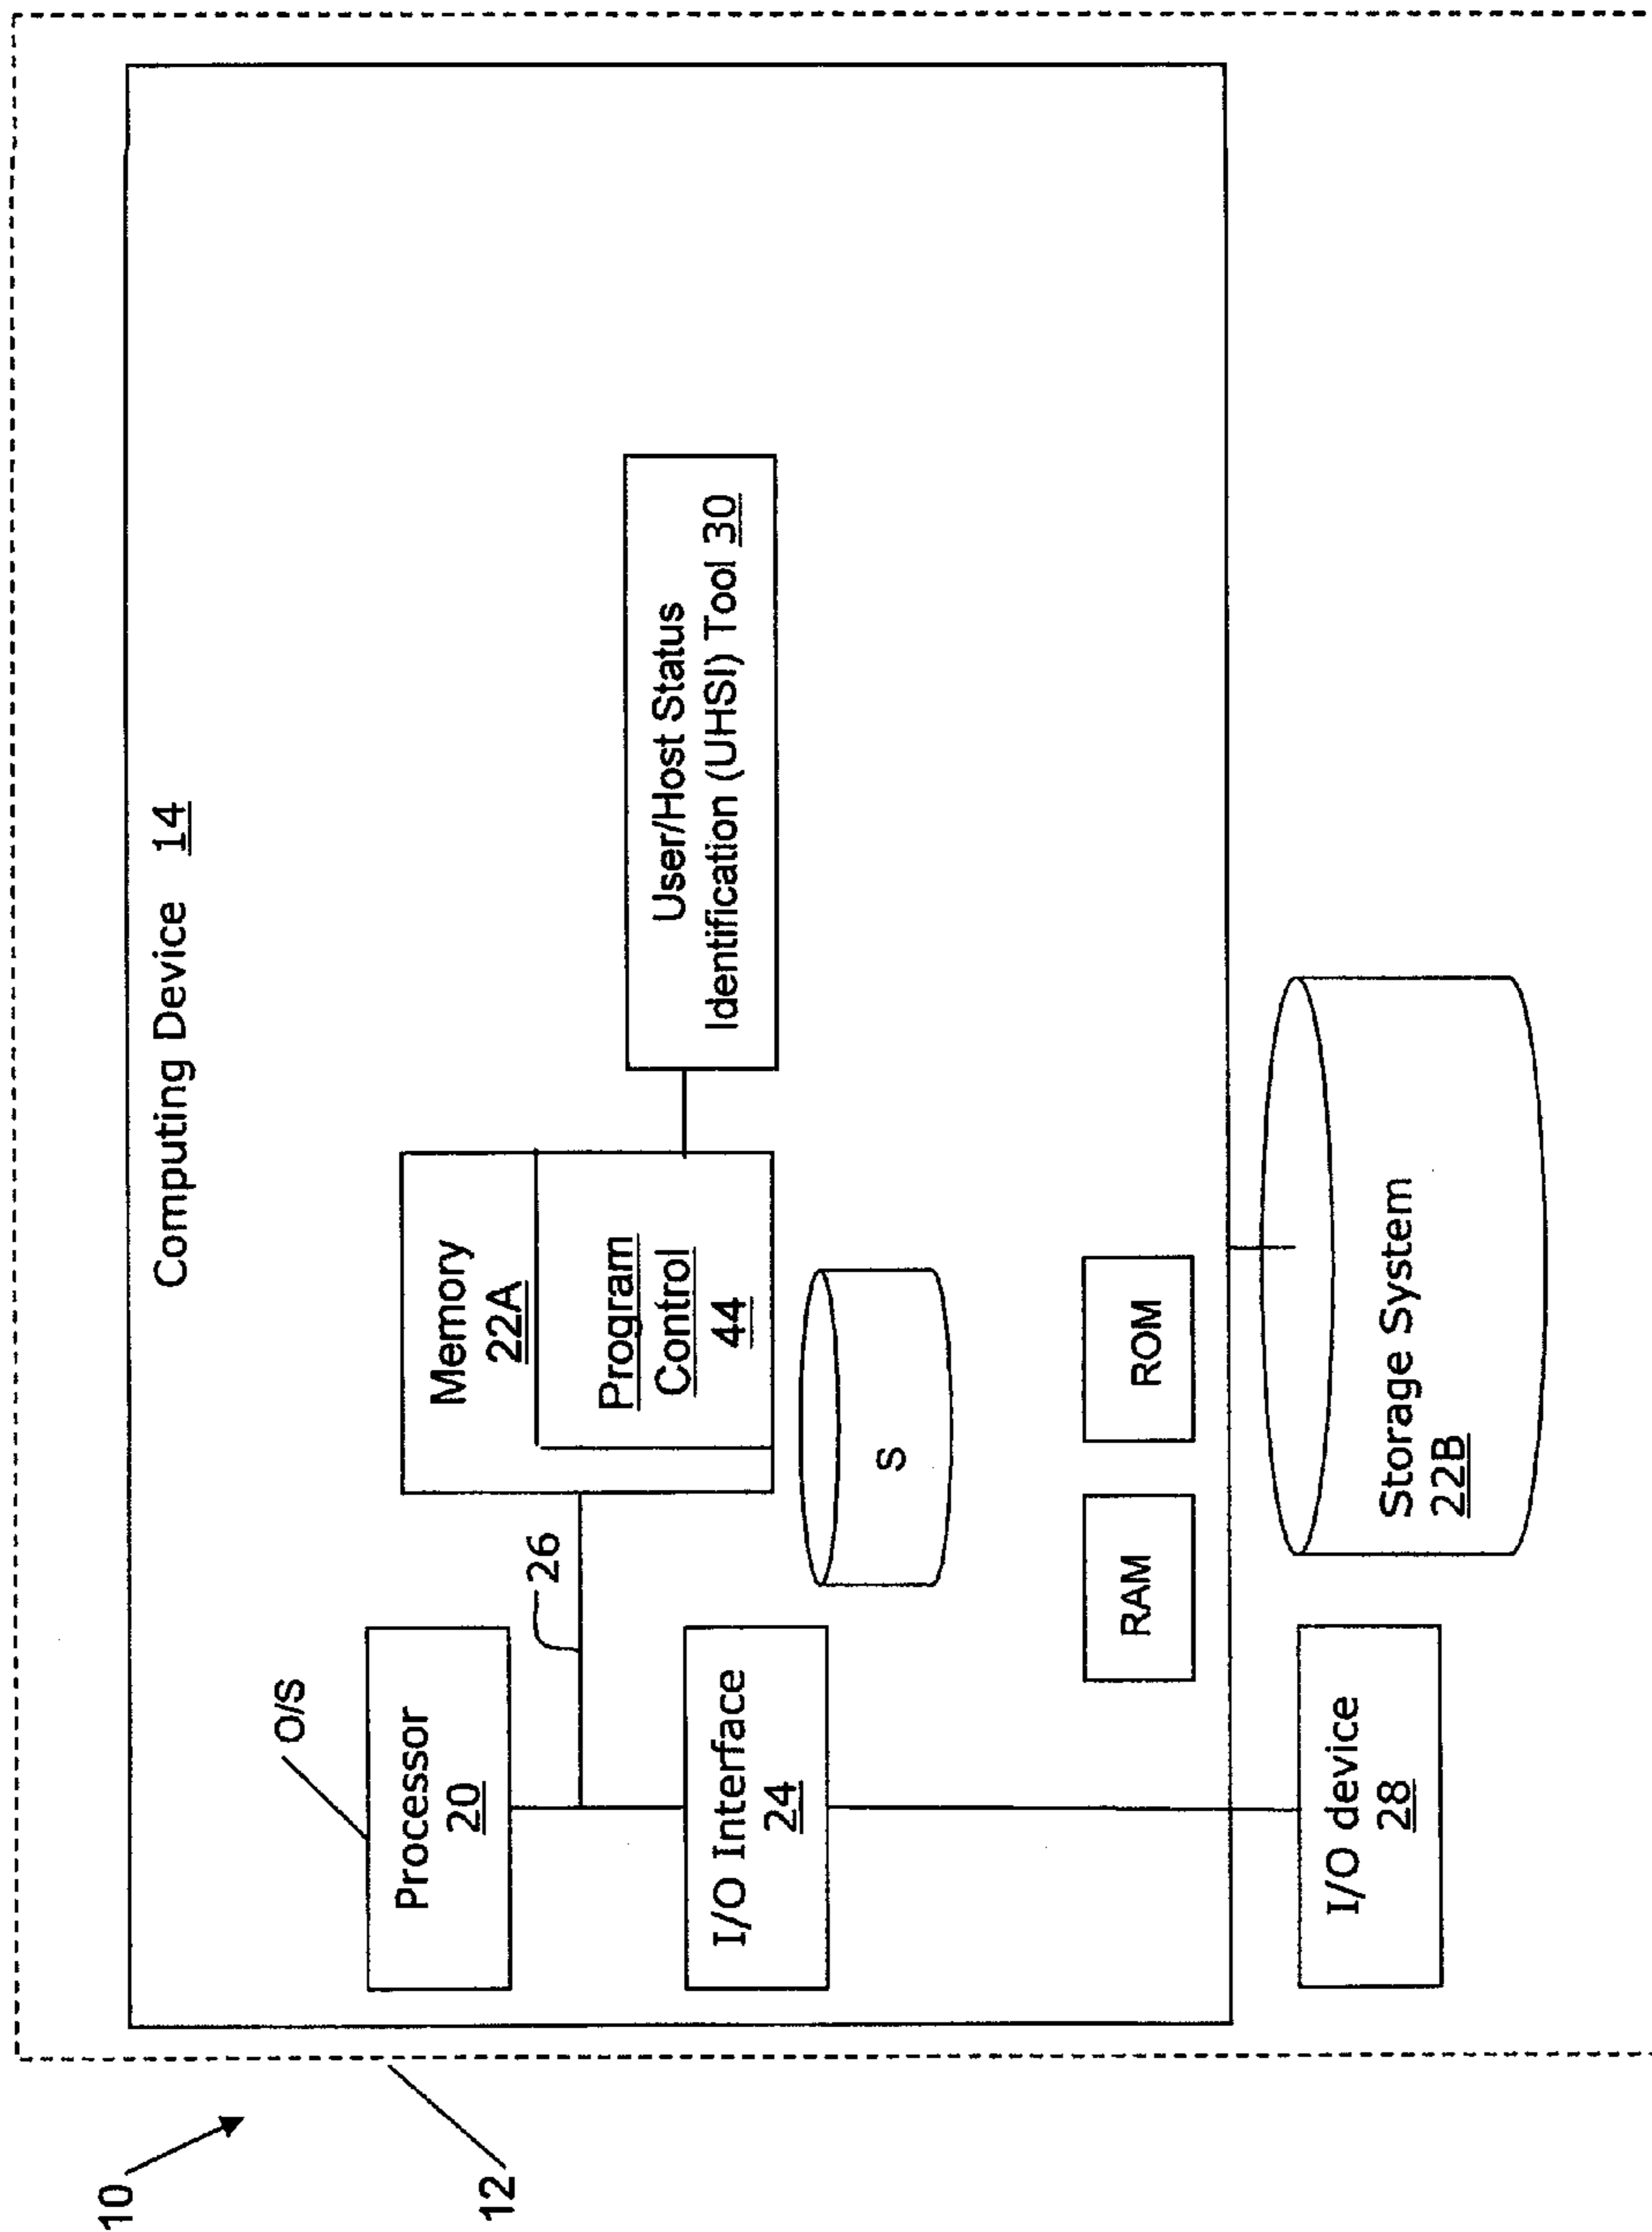 10
12
Computing Device 14
O/S
Processor
20
26
Memory
22A
Program
Control
44
User/Host Status
Identification (UHSI) Tool 30
I/O Interface
24
S
RAM
ROM
I/O device
28
Storage System
22B